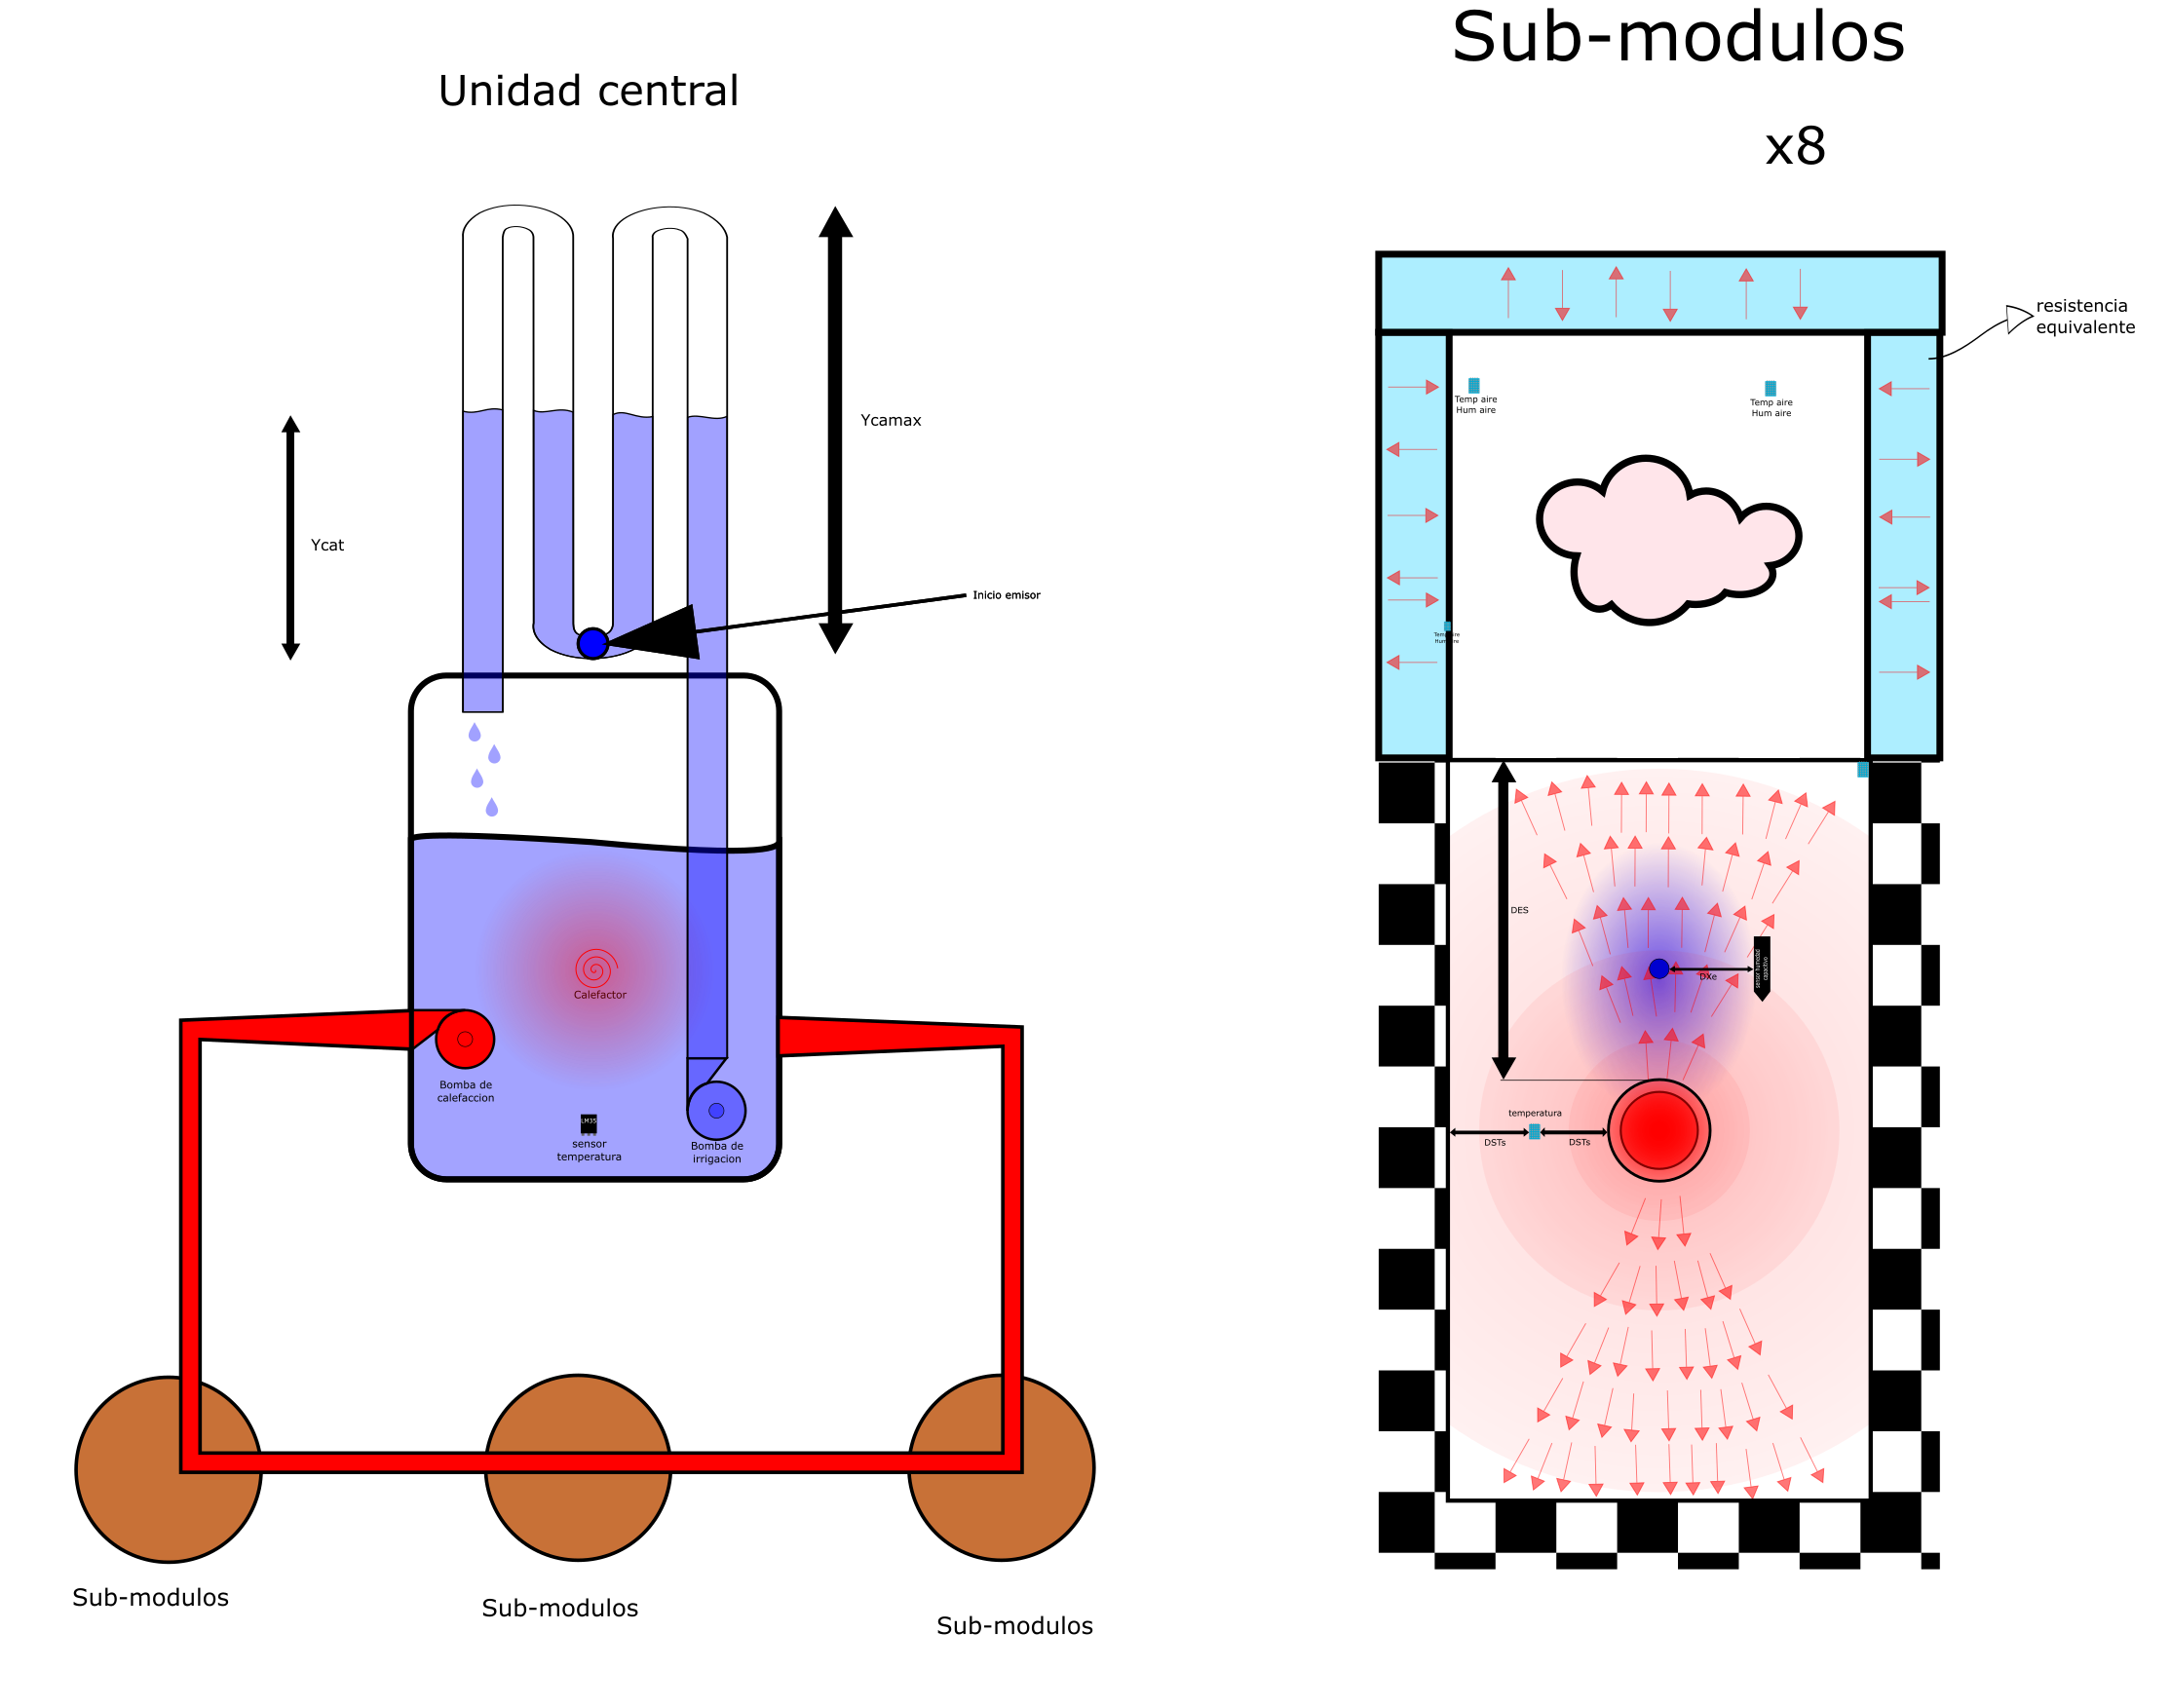 Unidad central
Ycat
Ycamax
Inicio emisor
Calefactor
Bomba de
calefaccion
LM35
sensor
temperatura
Bomba de
irrigacion
Sub-modulos
Sub-modulos
Sub-modulos
Sub-modulos
x8
resistencia
equivalente
Temp aire
Hum aire
Temp aire
Hum aire
Temp aire
Hum aire
DES
DXe
sensor humedad
capacitivo
temperatura
DSTs
DSTs